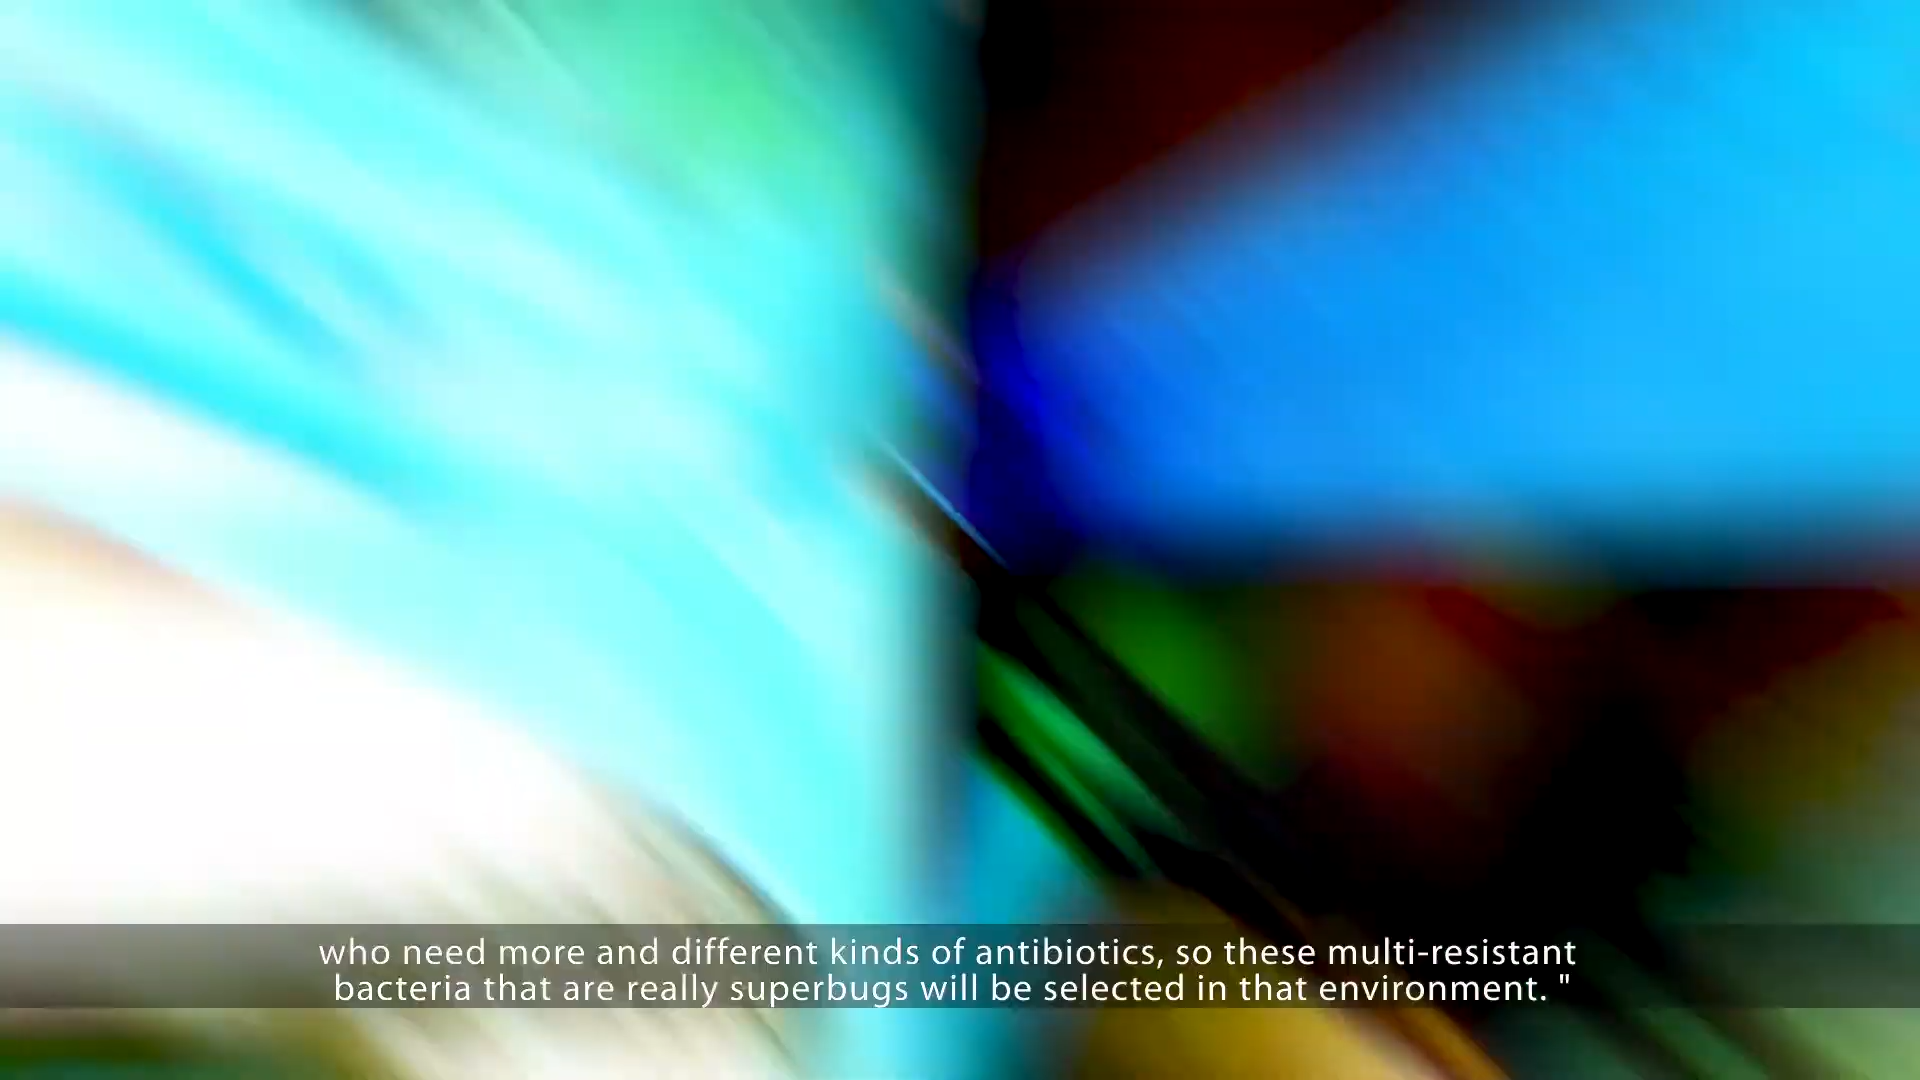 who need more and different kinds of antibiotics, so these multi-resistant
bacteria that are really superbugs will be selected in that environment. "